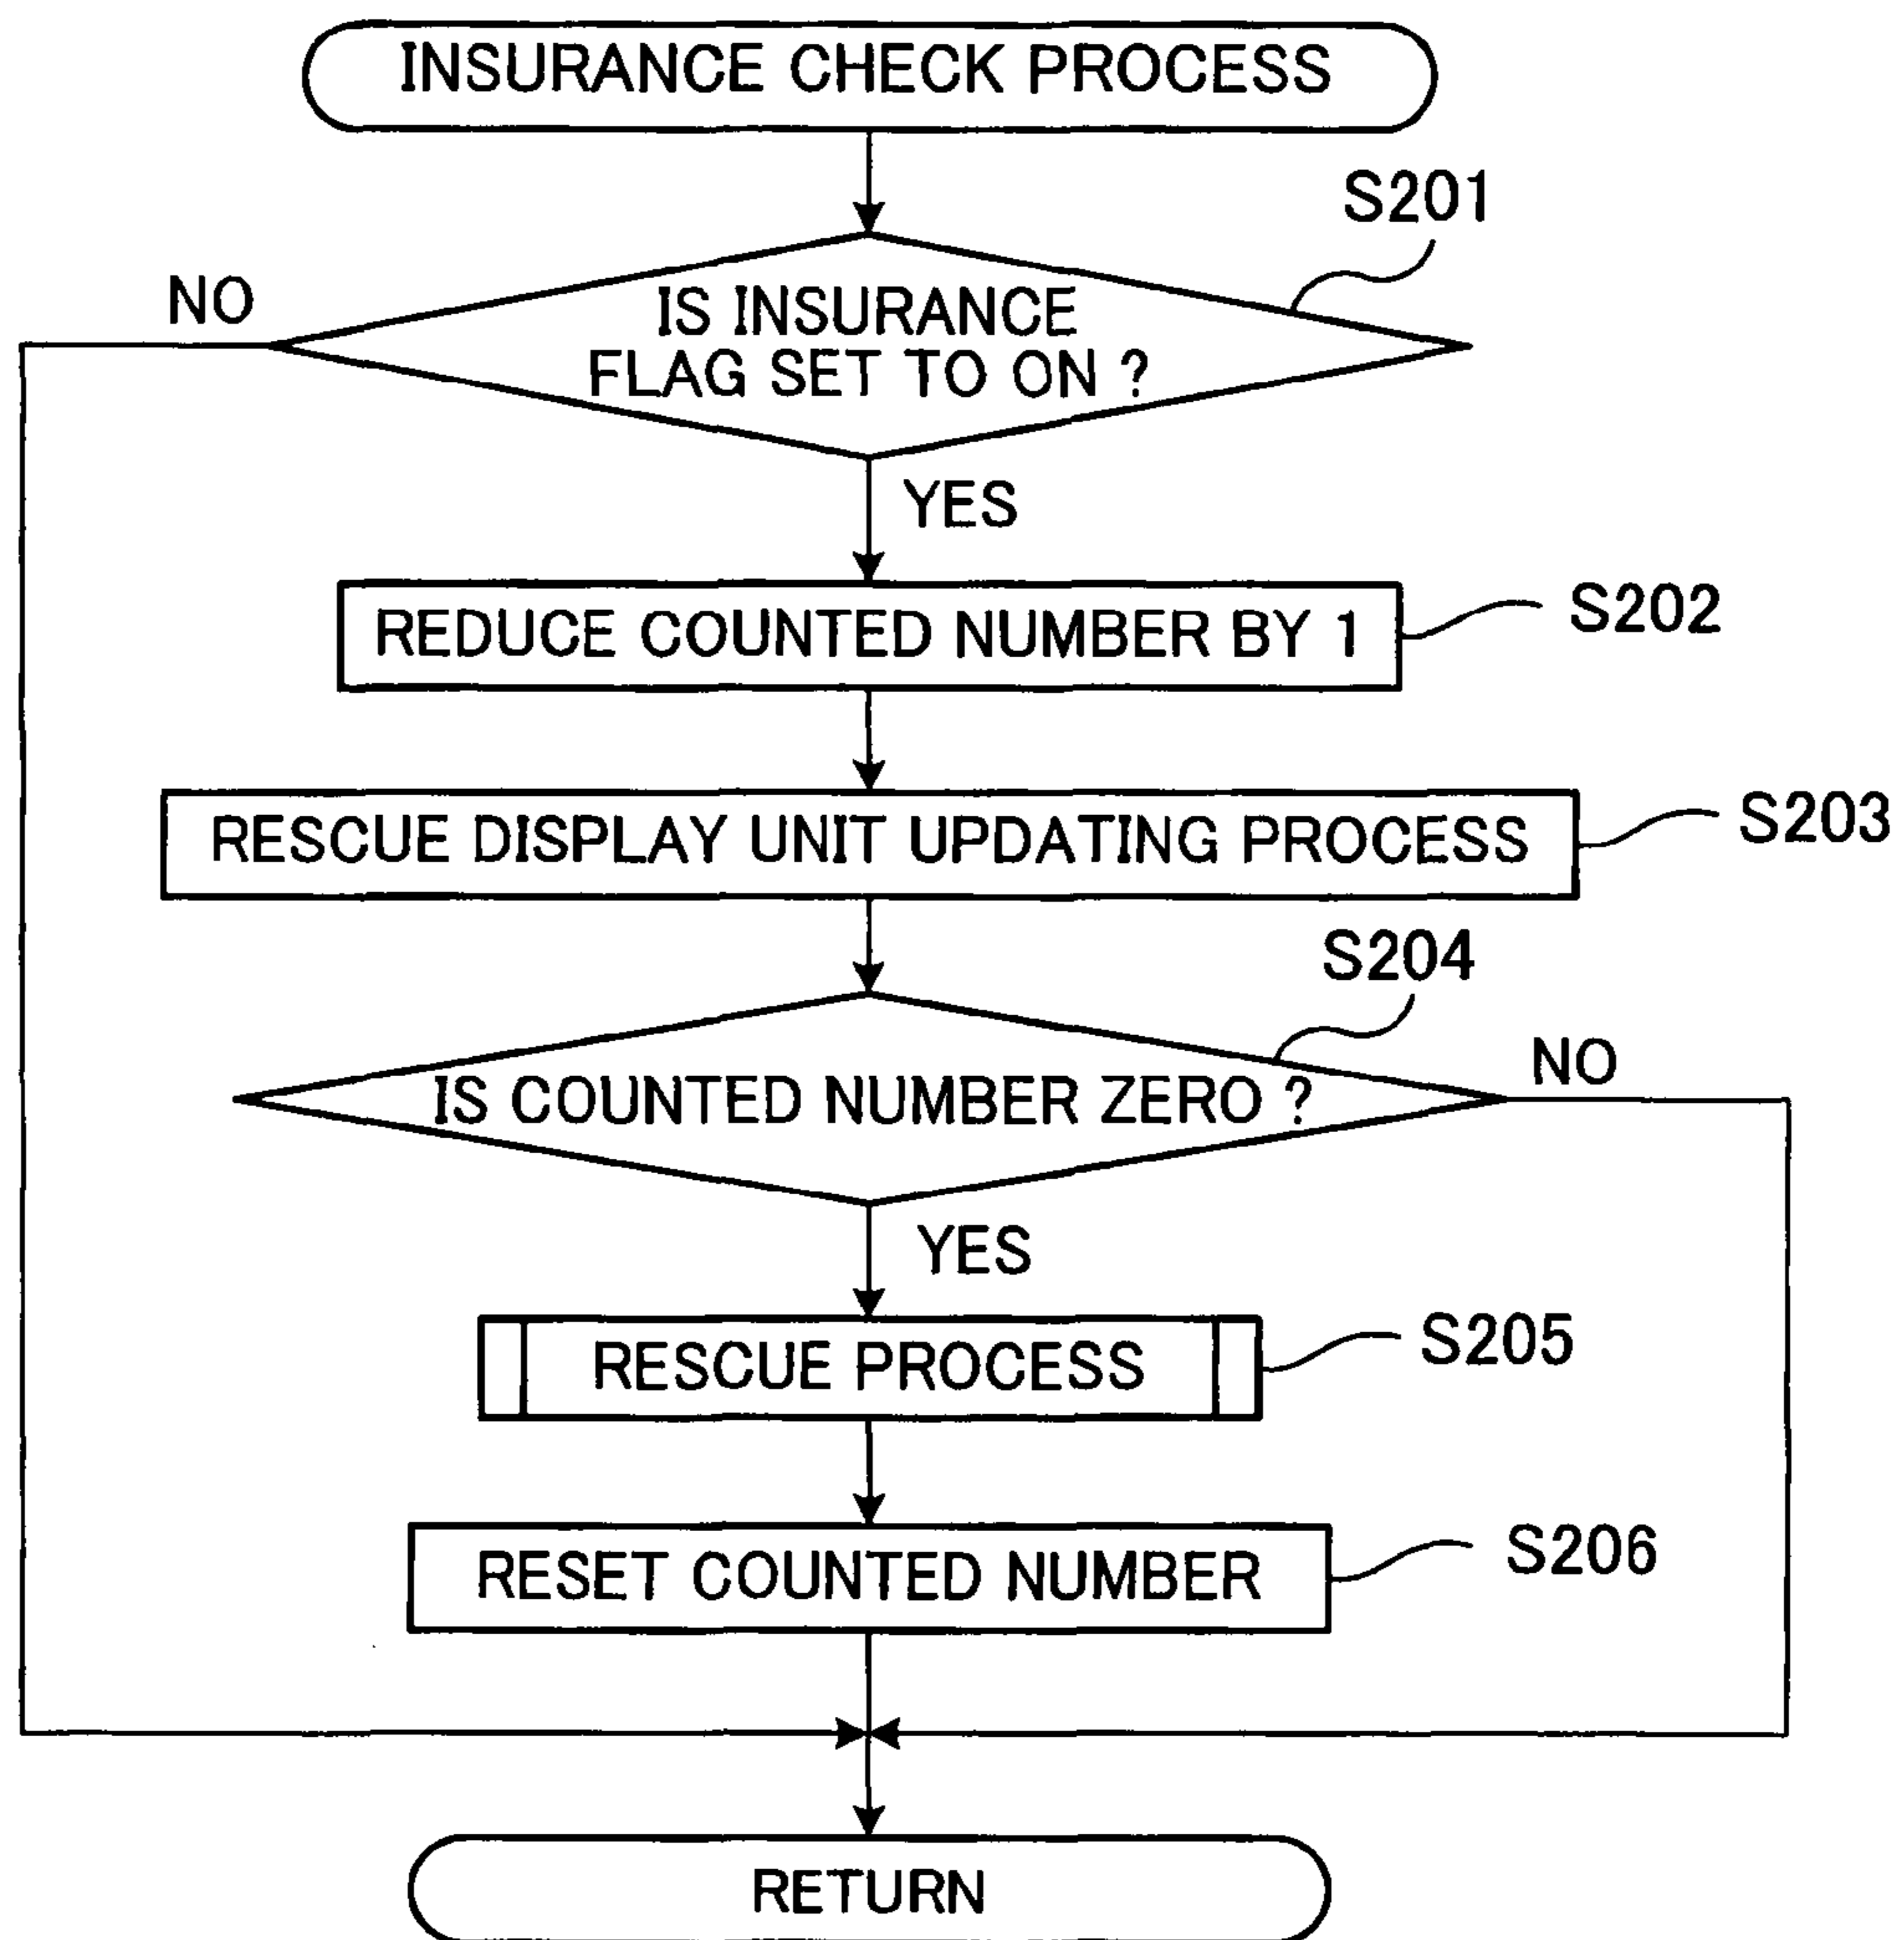 INSURANCE CHECK PROCESS
S201
NO
IS INSURANCE
FLAG SET TO ON ?
YES
REDUCE COUNTED NUMBER BY 1
S202
RESCUE DISPLAY UNIT UPDATING PROCESS
S203
S204
NO
IS COUNTED NUMBER ZERO ?
YES
RESCUE PROCESS
S205
RESET COUNTED NUMBER
S206
RETURN